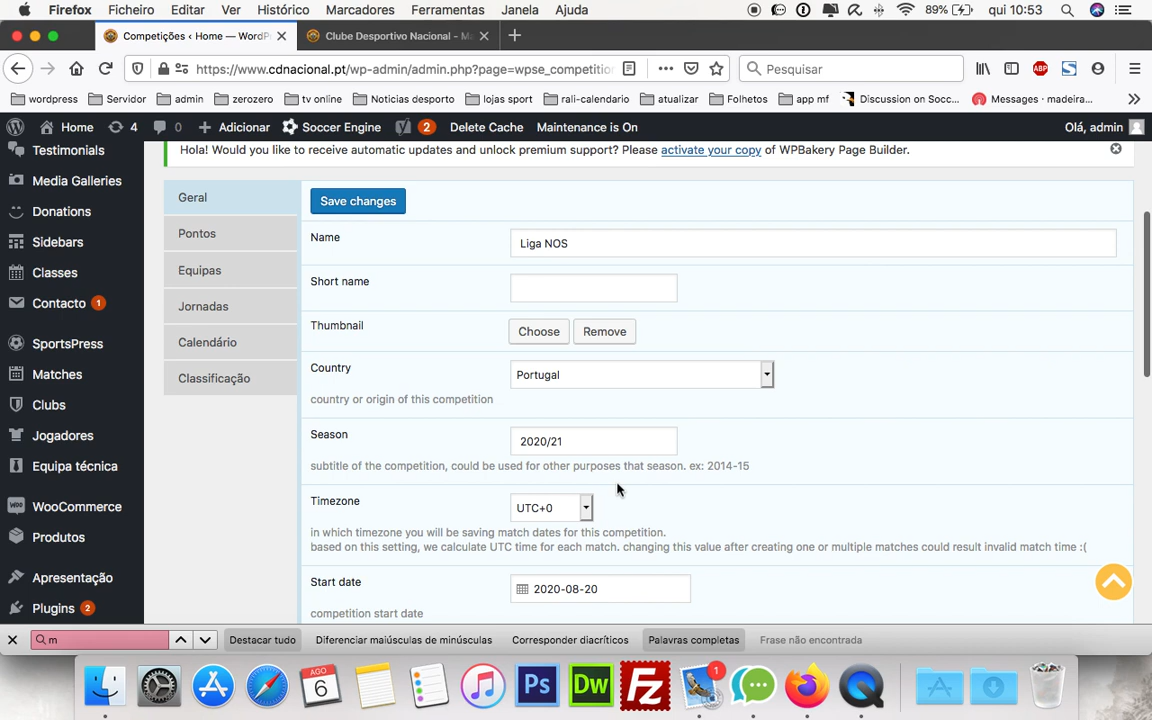 Firefox Ficheiro Editar Ver Histórico Marcadores Ferramentas Janela Ajuda 89% qui 10:53
Competições ‹ Home — WordP
Clube Desportivo Nacional - M
https://www.cdnacional.pt/wp-admin/admin.php?page=wpse_competitio
Pesquisar
ABP
wordpress Servidor admin zerozero tv online Noticias desporto lojas sport rali-calendario atualizar Folhetos app mf Discussion on Socc... Messages · madeira...
Home 4 0 Adicionar Soccer Engine 2 Delete Cache Maintenance is On Olá, admin
Testimonials
Media Galleries
Donations
Sidebars
Classes
Contacto 1
SportsPress
Matches
Clubs
Jogadores
Equipa técnica
WooCommerce
Produtos
Apresentação
Plugins 2
Hola! Would you like to receive automatic updates and unlock premium support? Please activate your copy of WPBakery Page Builder.
Geral
Pontos
Equipas
Jornadas
Calendário
Classificação
Save changes
Name Liga NOS
Short name
Thumbnail Choose Remove
Country Portugal
country or origin of this competition
Season 2020/21
subtitle of the competition, could be used for other purposes that season. ex: 2014-15
Timezone UTC+0
in which timezone you will be saving match dates for this competition.
based on this setting, we calculate UTC time for each match. changing this value after creating one or multiple matches could result invalid match time :(
Start date 2020-08-20
competition start date
m Destacar tudo Diferenciar maiúsculas de minúsculas Corresponder diacríticos Palavras completas Frase não encontrada
AGO
6
Ps
Dw
Fz
1